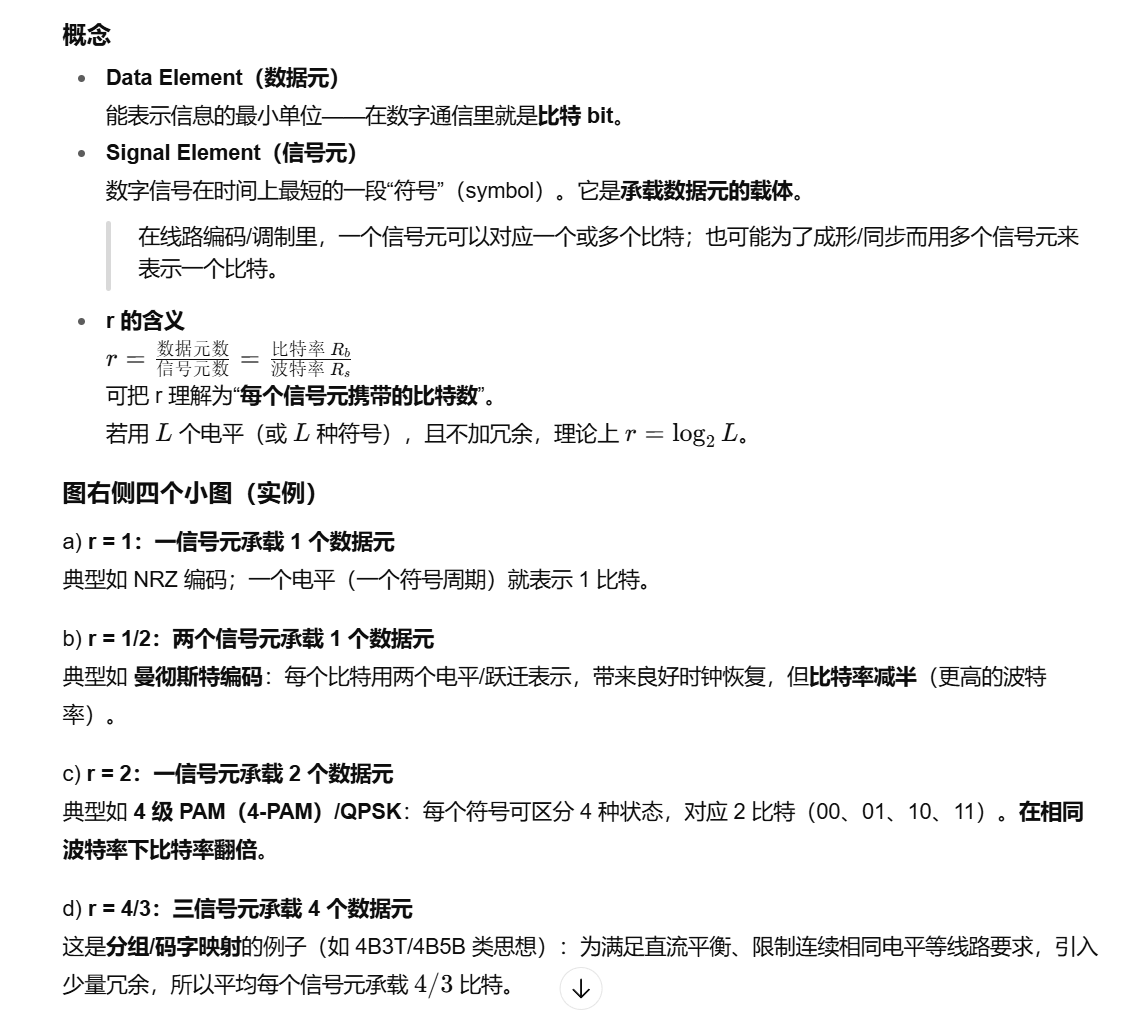 概念
Data Element（数据元）
能表示信息的最小单位——在数字通信里就是比特 bit。
Signal Element（信号元）
数字信号在时间上最短的一段“符号”（symbol）。它是承载数据元的载体。
在线路编码/调制里，一个信号元可以对应一个或多个比特；也可能为了成形/同步而用多个信号元来
表示一个比特。
r 的含义
r = 数据元数/信号元数 = 比特率 R_b/波特率 R_s
可把 r 理解为“每个信号元携带的比特数”。
若用 L 个电平（或 L 种符号），且不加冗余，理论上 r = log₂ L。
图右侧四个小图（实例）
a) r = 1：一信号元承载 1 个数据元
典型如 NRZ 编码；一个电平（一个符号周期）就表示 1 比特。
b) r = 1/2：两个信号元承载 1 个数据元
典型如 曼彻斯特编码：每个比特用两个电平/跃迁表示，带来良好时钟恢复，但比特率减半（更高的波特
率）。
c) r = 2：一信号元承载 2 个数据元
典型如 4 级 PAM（4-PAM）/QPSK：每个符号可区分 4 种状态，对应 2 比特（00、01、10、11）。在相同
波特率下比特率翻倍。
d) r = 4/3：三信号元承载 4 个数据元
这是分组/码字映射的例子（如 4B3T/4B5B 类思想）：为满足直流平衡、限制连续相同电平等线路要求，引入
少量冗余，所以平均每个信号元承载 4/3 比特。